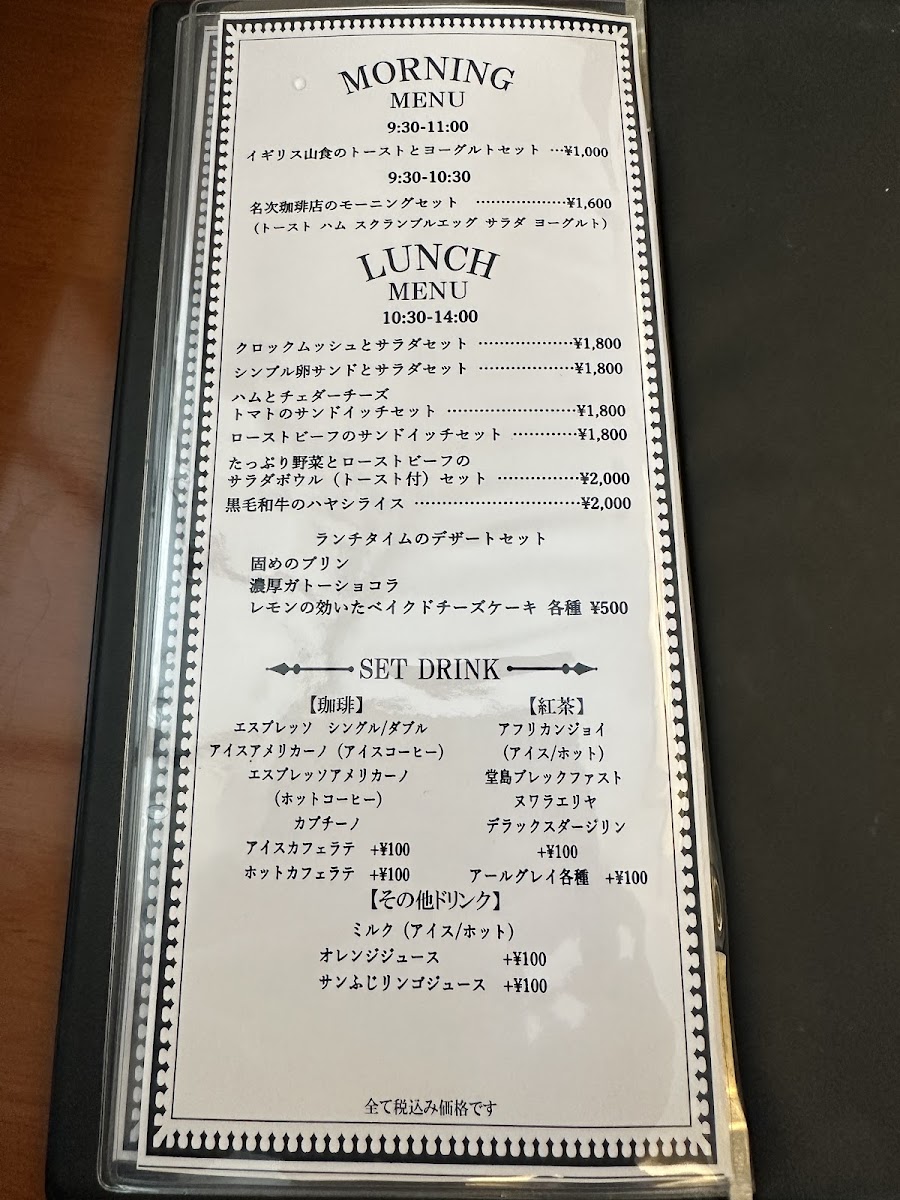 MORNING
MENU
9:30-11:00
イギリス山食のトーストとヨーグルトセット …¥1,000
9:30-10:30
名次珈琲店のモーニングセット ………………¥1,600
(トースト ハム スクランブルエッグ サラダ ヨーグルト)
LUNCH
MENU
10:30-14:00
クロックムッシュとサラダセット ………………¥1,800
シンプル卵サンドとサラダセット ………………¥1,800
ハムとチェダーチーズ
トマトのサンドイッチセット ……………………¥1,800
ローストビーフのサンドイッチセット …………¥1,800
たっぷり野菜とローストビーフの
サラダボウル（トースト付）セット ……………¥2,000
黒毛和牛のハヤシライス …………………………¥2,000
ランチタイムのデザートセット
固めのプリン
濃厚ガトーショコラ
レモンの効いたベイクドチーズケーキ 各種 ¥500
SET DRINK
【珈琲】
エスプレッソ シングル/ダブル
アイスアメリカーノ（アイスコーヒー）
エスプレッソアメリカーノ
（ホットコーヒー）
カプチーノ
アイスカフェラテ +¥100
ホットカフェラテ +¥100
【紅茶】
アフリカンジョイ
（アイス/ホット）
堂島ブレックファスト
ヌワラエリヤ
デラックスダージリン
+¥100
アールグレイ各種 +¥100
【その他ドリンク】
ミルク（アイス/ホット）
オレンジジュース +¥100
サンふじリンゴジュース +¥100
全て税込み価格です